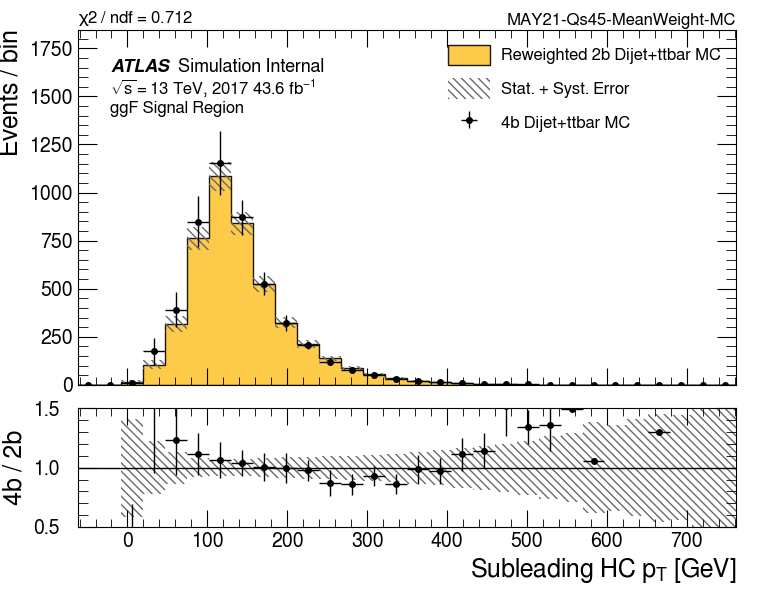 χ2 / ndf = 0.712
MAY21-Qs45-MeanWeight-MC
Events / bin
1750
1500
1250
1000
750
500
250
0
ATLAS Simulation Internal
√s = 13 TeV, 2017 43.6 fb⁻¹
ggF Signal Region
Reweighted 2b Dijet+ttbar MC
Stat. + Syst. Error
4b Dijet+ttbar MC
4b / 2b
1.5
1.0
0.5
0 100 200 300 400 500 600 700
Subleading HC pT [GeV]